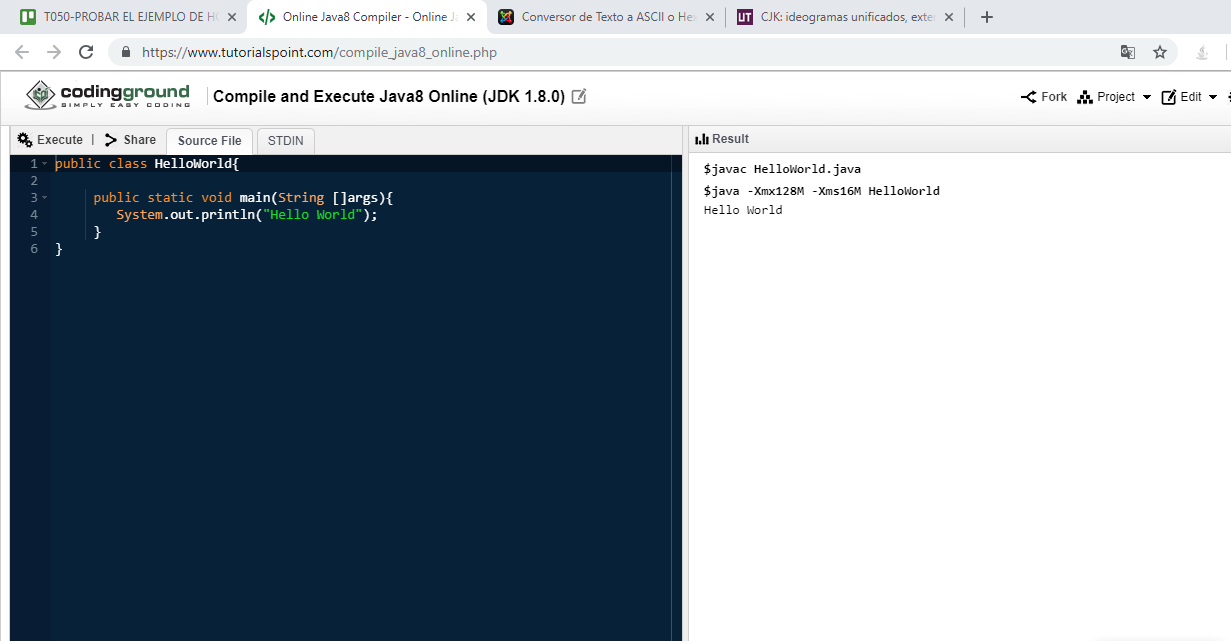 T050-PROBAR EL EJEMPLO DE
Online Java8 Compiler - Online
Conversor de Texto a ASCII o Hex
CJK: ideogramas unificados,
https://www.tutorialspoint.com/compile_java8_online.php
codingground
SIMPLY EASY CODING
Compile and Execute Java8 Online (JDK 1.8.0)
Fork
Project
Edit
Execute | Share
Source File
STDIN
Result
1 public class HelloWorld{
2
3 public static void main(String []args){
4 System.out.println("Hello World");
5 }
6 }
$javac HelloWorld.java
$java -Xmx128M -Xms16M HelloWorld
Hello World